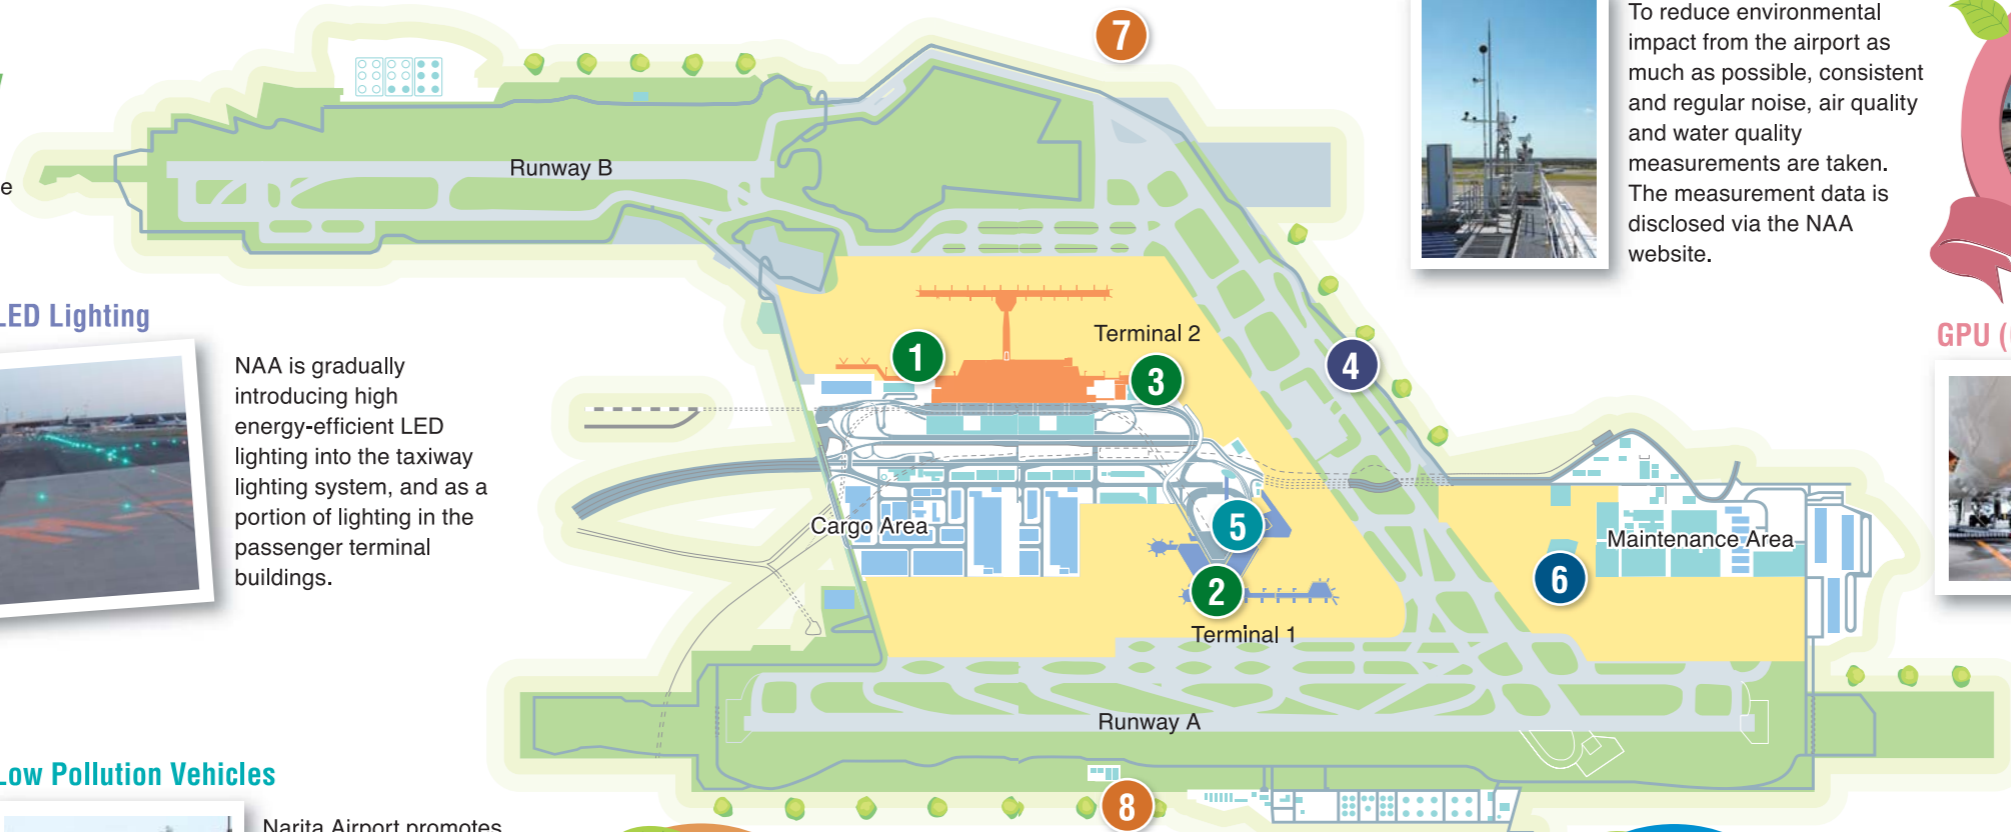 7
To reduce environmental
impact from the airport as
much as possible, consistent
and regular noise, air quality
and water quality
measurements are taken.
The measurement data is
disclosed via the NAA
website.
Runway B
LED Lighting
NAA is gradually
introducing high
energy-efficient LED
lighting into the taxiway
lighting system, and as a
portion of lighting in the
passenger terminal
buildings.
Terminal 2
1
3
4
GPU (
Cargo Area
5
Maintenance Area
6
2
Terminal 1
Runway A
Low Pollution Vehicles
8
Narita Airport promotes